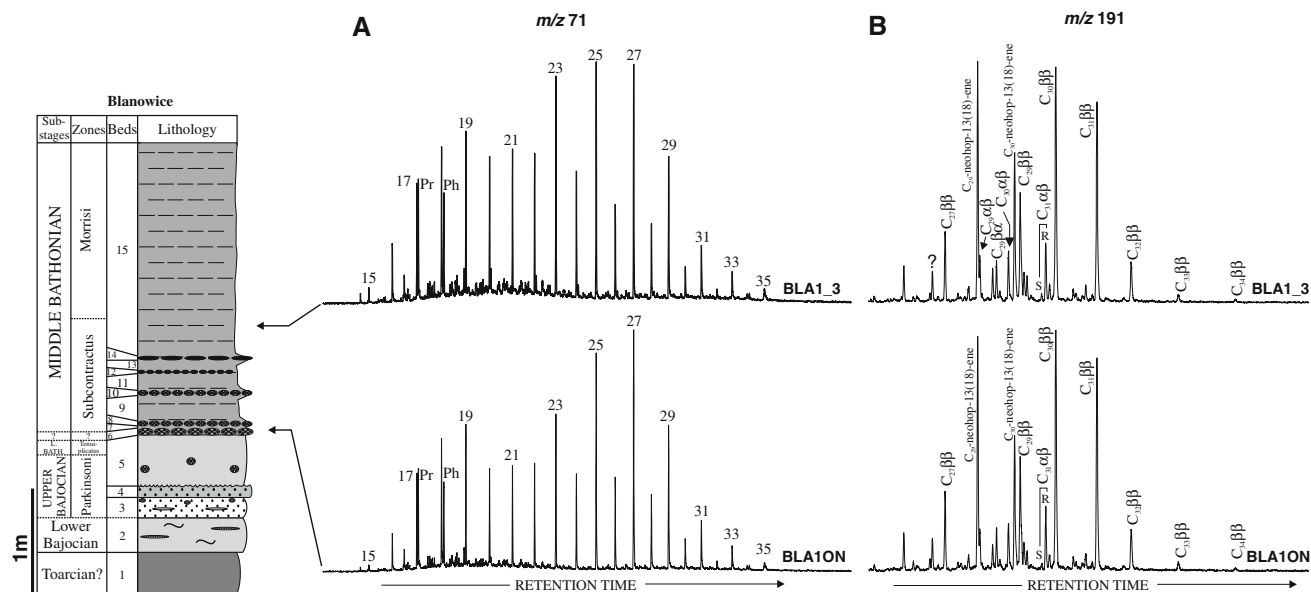 Blanowice
Sub-
stages
Zones
Beds
Lithology
MIDDLE BATHONIAN
Morrisi
Subcontractus
15
14
13
12
11
10
9
8
7
6
?
?
L.
BATH.
Tenu-
plicatus
UPPER
BAJOCIAN
Parkinsoni
5
4
3
Lower
Bajocian
2
Toarcian?
1
1m
A
m/z 71
15
17
Pr
Ph
19
21
23
25
27
29
31
33
35
BLA1_3
15
17
Pr
Ph
19
21
23
25
27
29
31
33
35
BLA1ON
RETENTION TIME
B
m/z 191
?
C27ββ
C29-neohop-13(18)-ene
C29αβ
C29βα
C30αβ
C30-neohop-13(18)-ene
C29ββ
S
R
C31αβ
C30ββ
C31ββ
C32ββ
C33ββ
C34ββ
BLA1_3
C27ββ
C29-neohop-13(18)-ene
C30-neohop-13(18)-ene
C29ββ
S
R
C31αβ
C30ββ
C31ββ
C32ββ
C33ββ
C34ββ
BLA1ON
RETENTION TIME